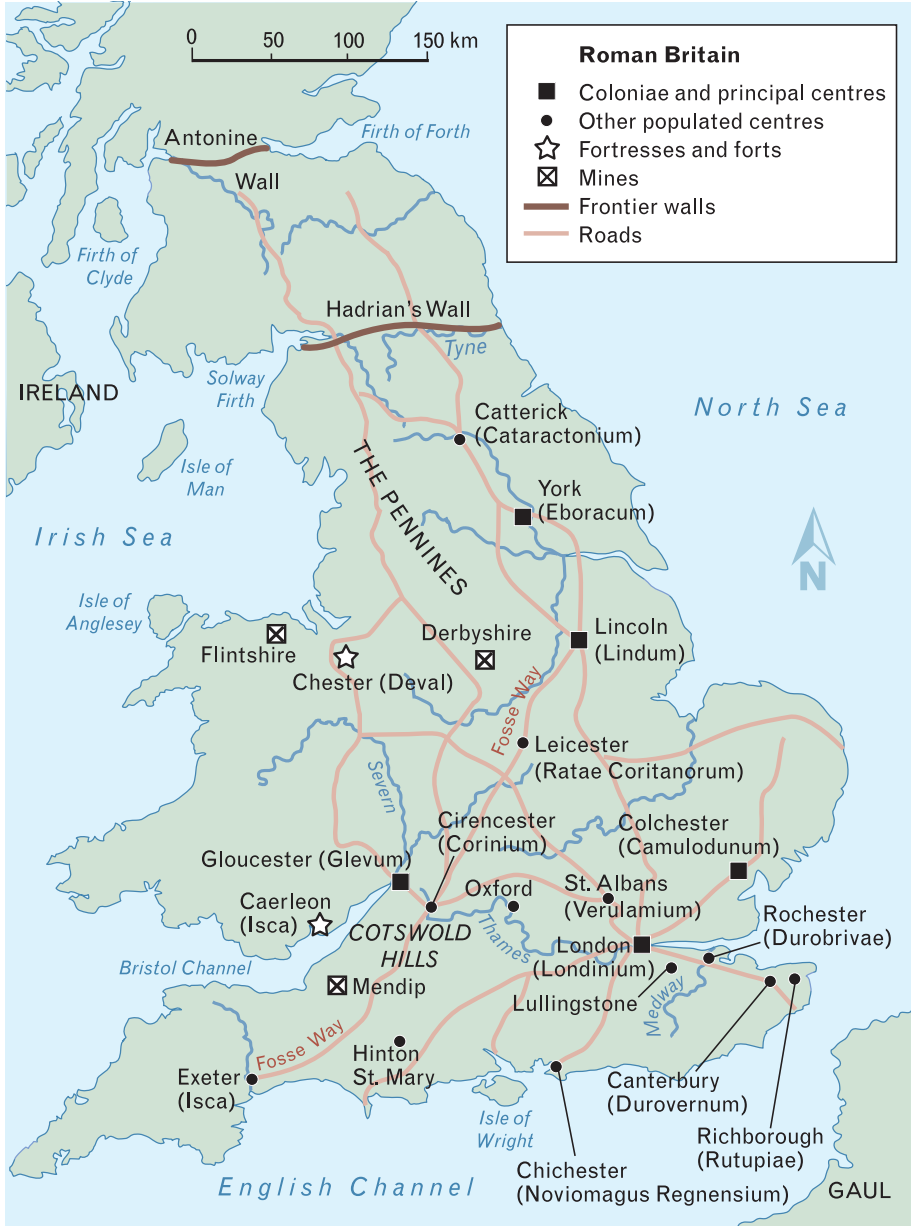 0 50 100 150 km
Roman Britain
Coloniae and principal centres
Other populated centres
Fortresses and forts
Mines
Frontier walls
Roads
Firth of Forth
Antonine
Wall
Firth of
Clyde
Hadrian's Wall
Tyne
Solway
Firth
IRELAND
North Sea
Catterick
(Cataractonium)
Isle of
Man
THE PENNINES
York
(Eboracum)
Irish Sea
N
Isle of
Anglesey
Flintshire
Derbyshire
Lincoln
(Lindum)
Chester (Deval)
Fosse Way
Leicester
(Ratae Coritanorum)
Severn
Cirencester
(Corinium)
Colchester
(Camulodunum)
Gloucester (Glevum)
Caerleon
(Isca)
Oxford
St. Albans
(Verulamium)
Rochester
(Durobrivae)
COTSWOLD
HILLS
Thames
London
(Londinium)
Bristol Channel
Mendip
Lullingstone
Medway
Fosse Way
Hinton
St. Mary
Exeter
(Isca)
Isle of
Wright
Canterbury
(Durovernum)
Richborough
(Rutupiae)
Chichester
(Noviomagus Regnensium)
English Channel
GAUL